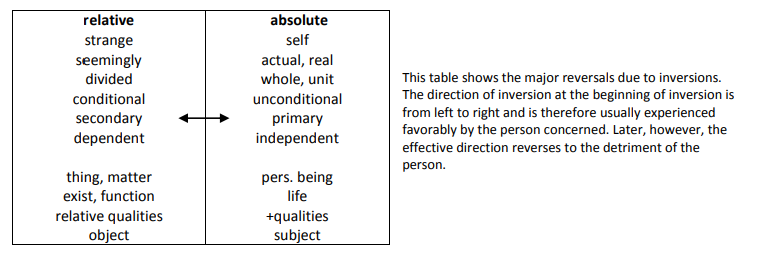 relative absolute
strange self
seemingly actual, real
divided whole, unit
conditional unconditional
secondary primary
dependent independent
thing, matter pers. being
exist, function life
relative qualities +qualities
object subject
This table shows the major reversals due to inversions.
The direction of inversion at the beginning of inversion is
from left to right and is therefore usually experienced
favorably by the person concerned. Later, however, the
effective direction reverses to the detriment of the
person.